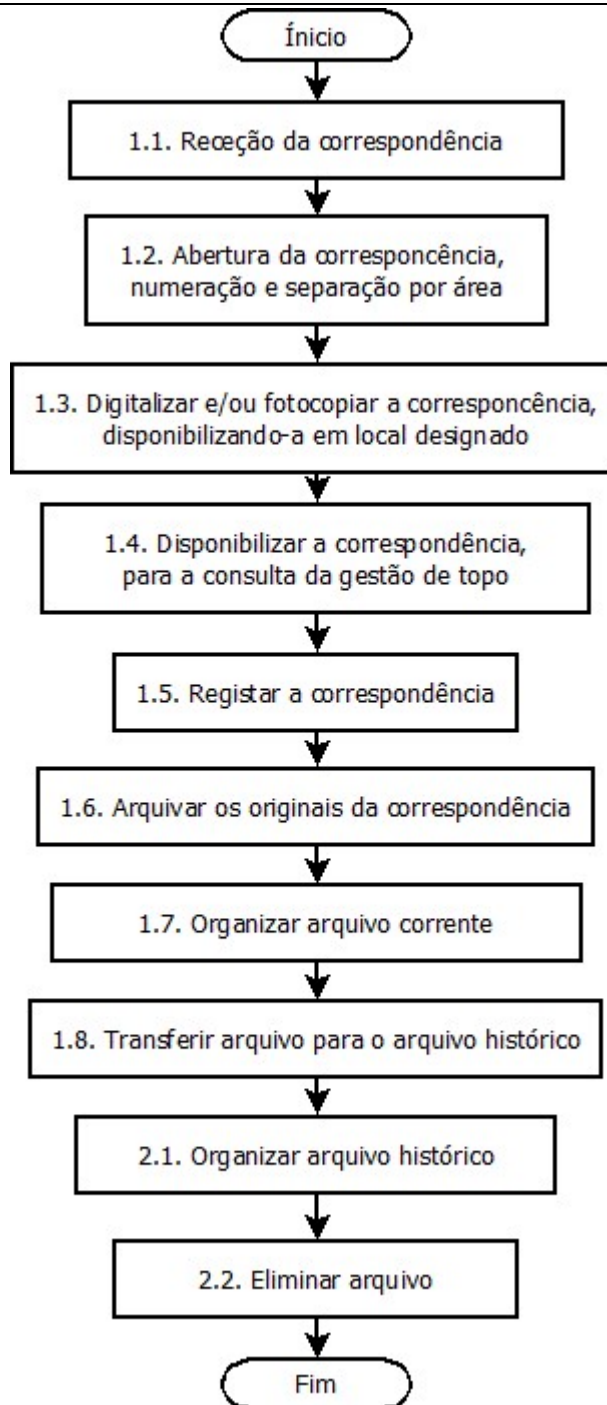 Ínicio
1.1. Receção da correspondência
1.2. Abertura da corresponcência,
numeração e separação por área
1.3. Digitalizar e/ou fotocopiar a corresponcência,
disponibilizando-a em local designado
1.4. Disponibilizar a correspondência,
para a consulta da gestão de topo
1.5. Registar a correspondência
1.6. Arquivar os originais da correspondência
1.7. Organizar arquivo corrente
1.8. Transferir arquivo para o arquivo histórico
2.1. Organizar arquivo histórico
2.2. Eliminar arquivo
Fim